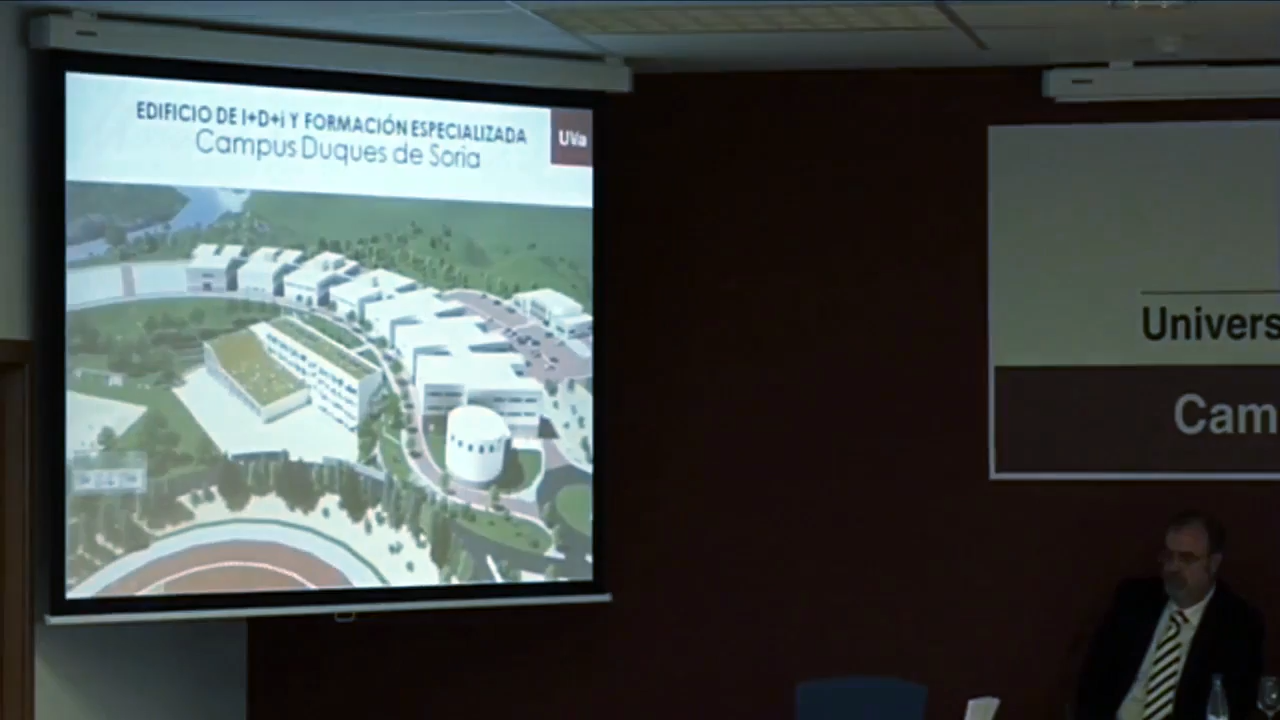 EDIFICIO DE I+D+i Y FORMACIÓN ESPECIALIZADA
Campus Duques de Soria
UVa
Univers
Cam